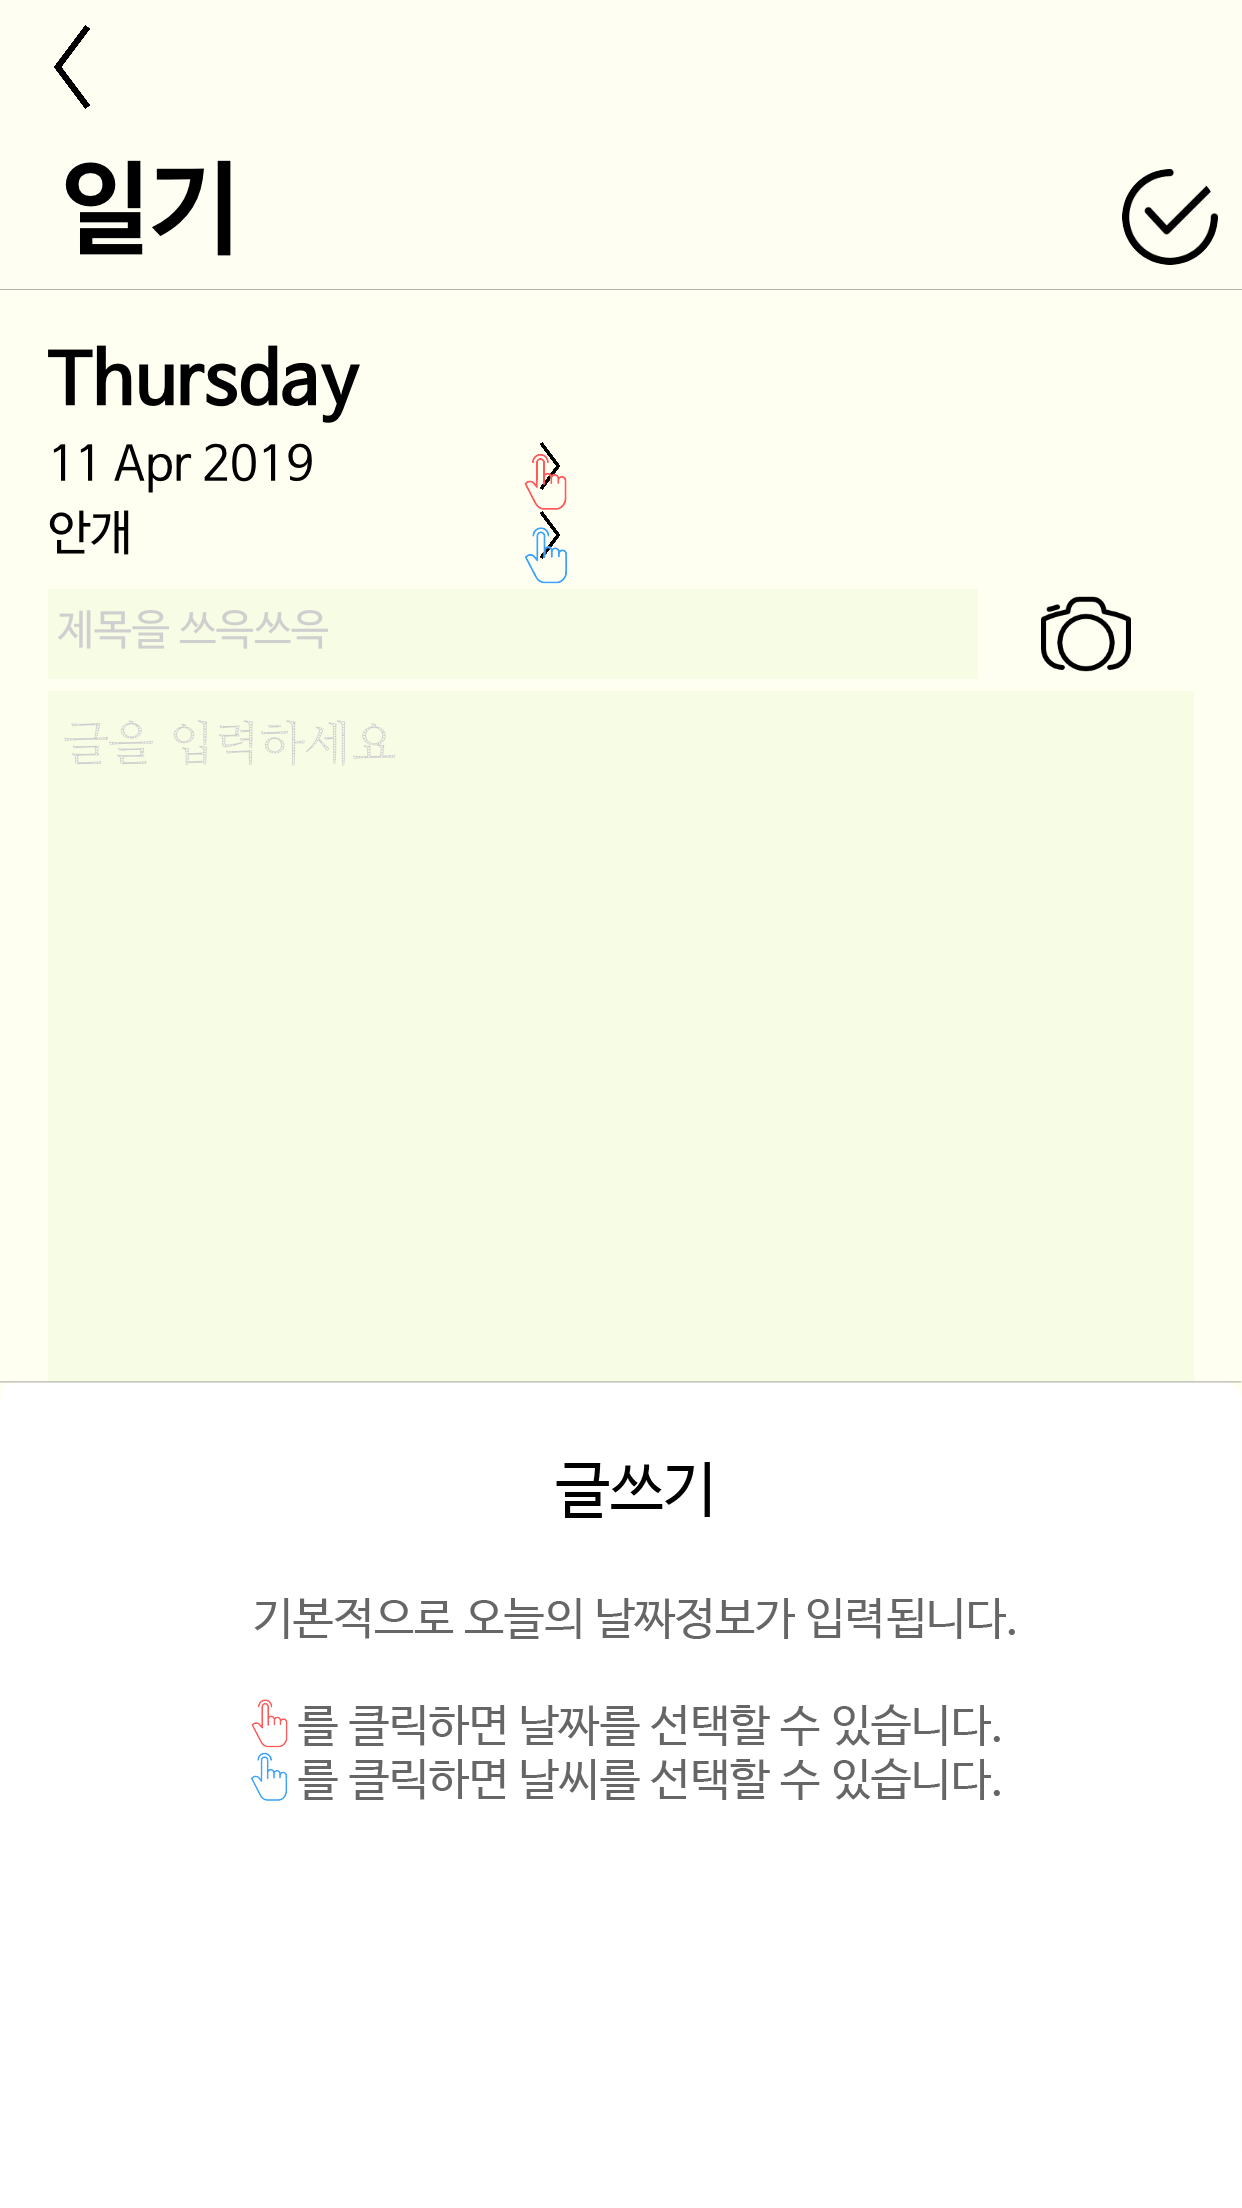 일기
Thursday
11 Apr 2019
안개
제목을 쓰윽쓰윽
글을 입력하세요
글쓰기
기본적으로 오늘의 날짜정보가 입력됩니다.
를 클릭하면 날짜를 선택할 수 있습니다.
를 클릭하면 날씨를 선택할 수 있습니다.